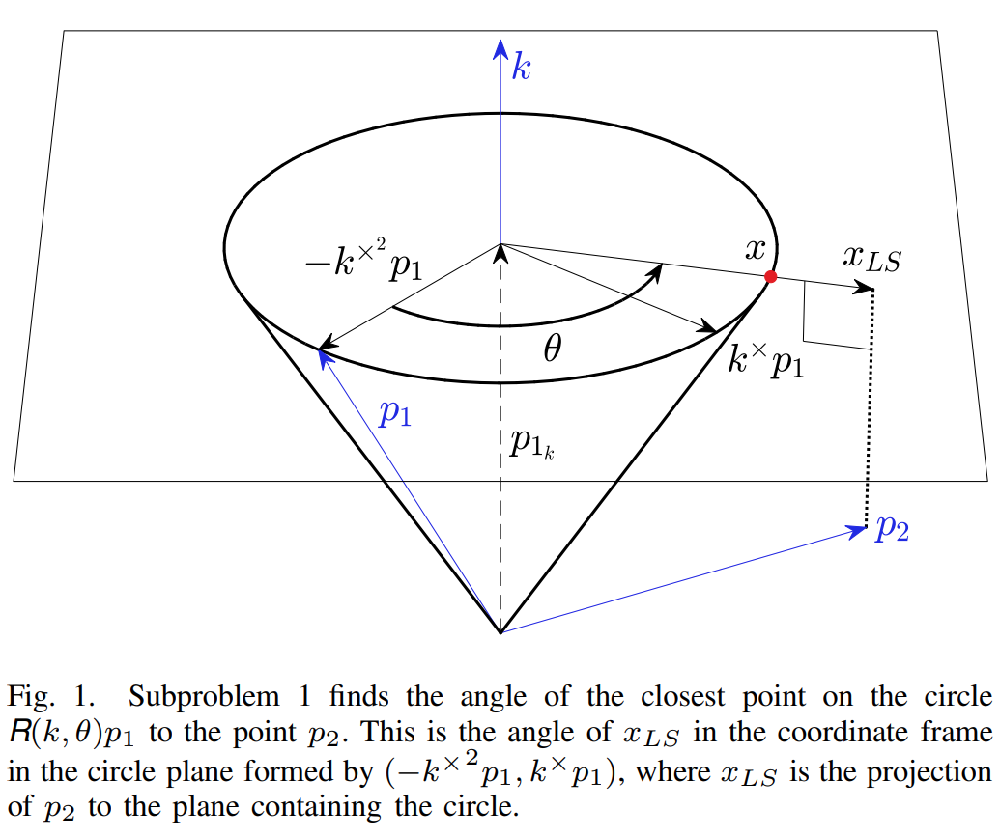 k
-k^{×^2}p_1
x
x_{LS}
θ
k^×p_1
p_1
p_{1_k}
p_2
Fig. 1. Subproblem 1 finds the angle of the closest point on the circle
R(k, θ)p_1 to the point p_2. This is the angle of x_{LS} in the coordinate frame
in the circle plane formed by (-k^{×^2}p_1, k^×p_1), where x_{LS} is the projection
of p_2 to the plane containing the circle.